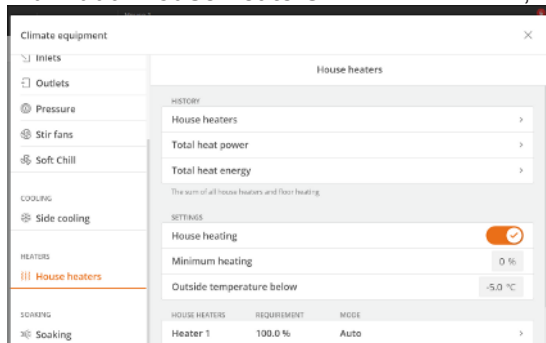 Climate equipment
Inlets
Outlets
Pressure
Stir fans
Soft Chill
COOLING
Side cooling
HEATERS
House heaters
SOAKING
Soaking
House heaters
HISTORY
House heaters
Total heat power
Total heat energy
The sum of all house heaters and floor heating
SETTINGS
House heating
Minimum heating 0 %
Outside temperature below -5.0 °C
HOUSE HEATERS REQUIREMENT MODE
Heater 1 100.0 % Auto